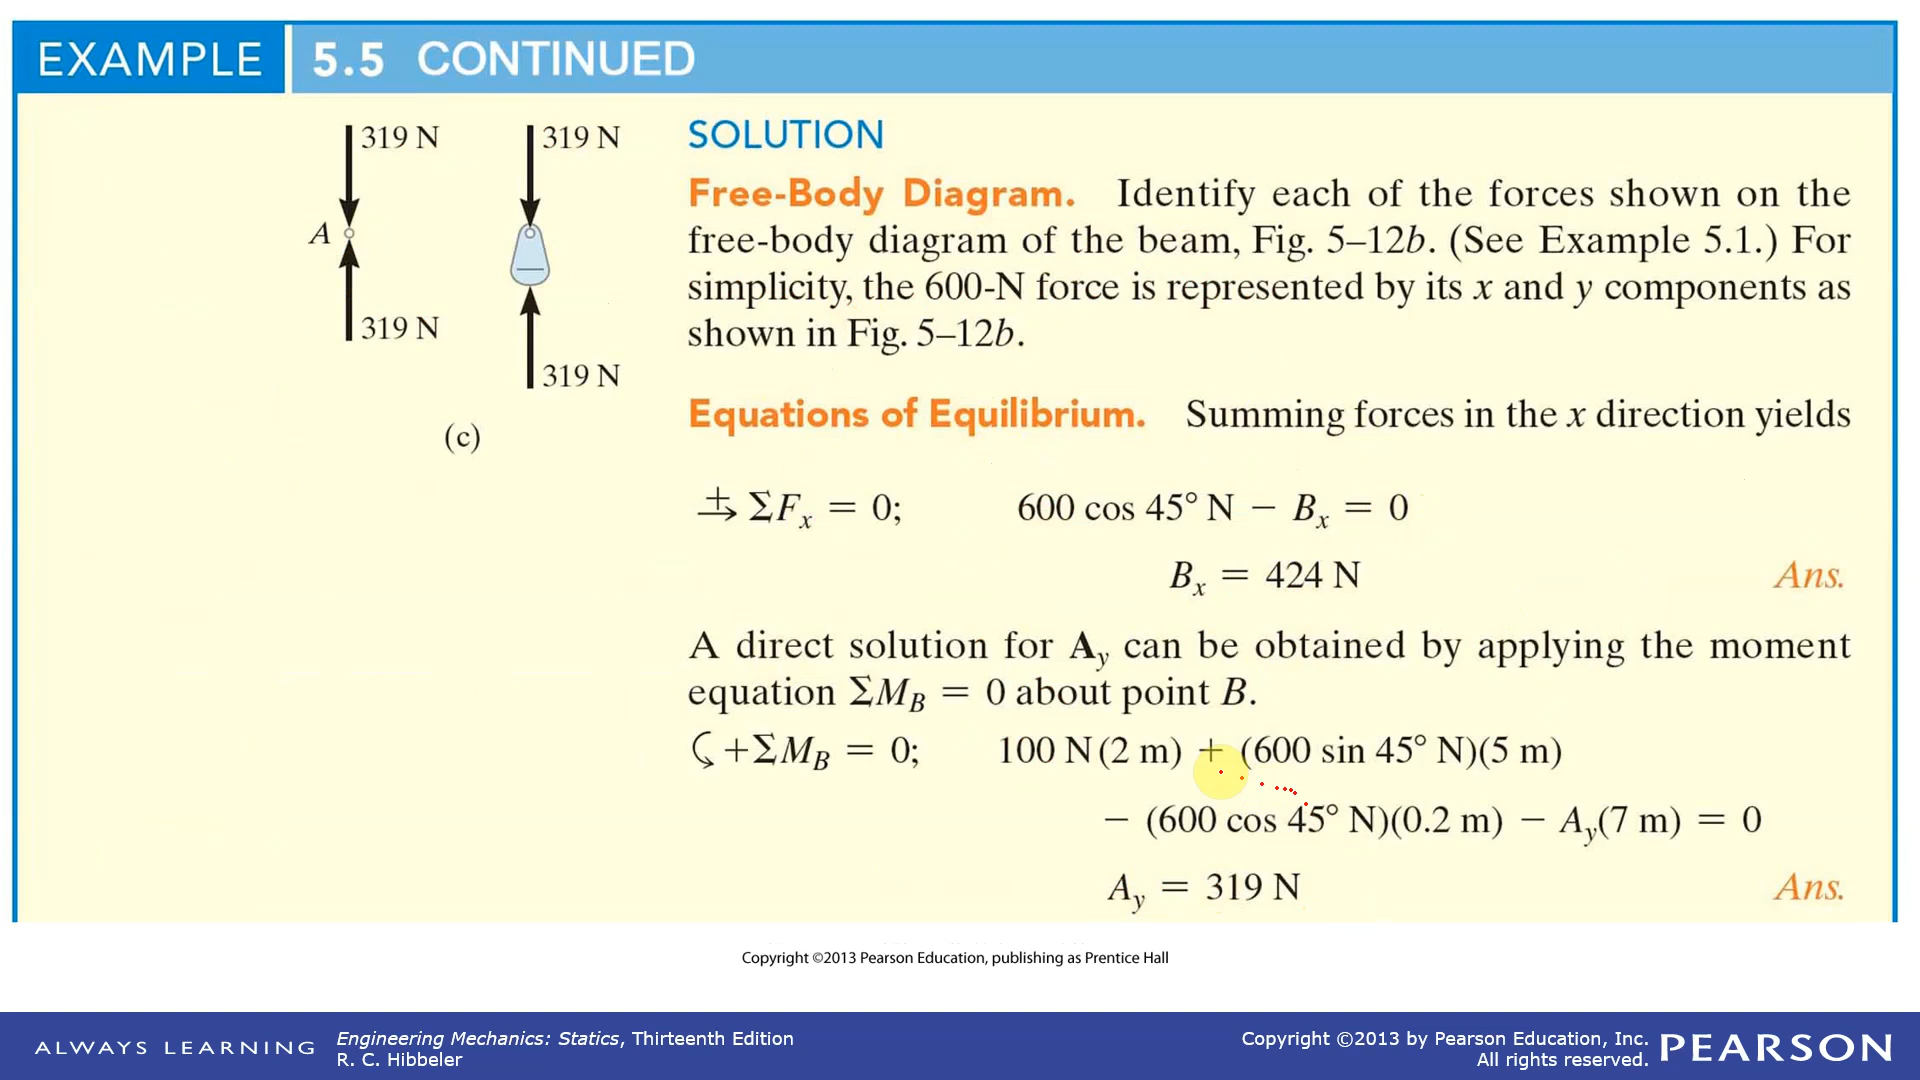 EXAMPLE 5.5 CONTINUED
319 N
319 N
A
319 N
319 N
(c)
SOLUTION
Free-Body Diagram. Identify each of the forces shown on the
free-body diagram of the beam, Fig. 5–12b. (See Example 5.1.) For
simplicity, the 600-N force is represented by its x and y components as
shown in Fig. 5–12b.
Equations of Equilibrium. Summing forces in the x direction yields
⇸ ΣFₓ = 0; 600 cos 45° N − Bₓ = 0
Bₓ = 424 N Ans.
A direct solution for Aᵧ can be obtained by applying the moment
equation ΣM_B = 0 about point B.
⤹+ΣM_B = 0; 100 N(2 m) + (600 sin 45° N)(5 m)
− (600 cos 45° N)(0.2 m) − Aᵧ(7 m) = 0
Aᵧ = 319 N Ans.
Copyright ©2013 Pearson Education, publishing as Prentice Hall
ALWAYS LEARNING
Engineering Mechanics: Statics, Thirteenth Edition
R. C. Hibbeler
Copyright ©2013 by Pearson Education, Inc.
All rights reserved.
PEARSON